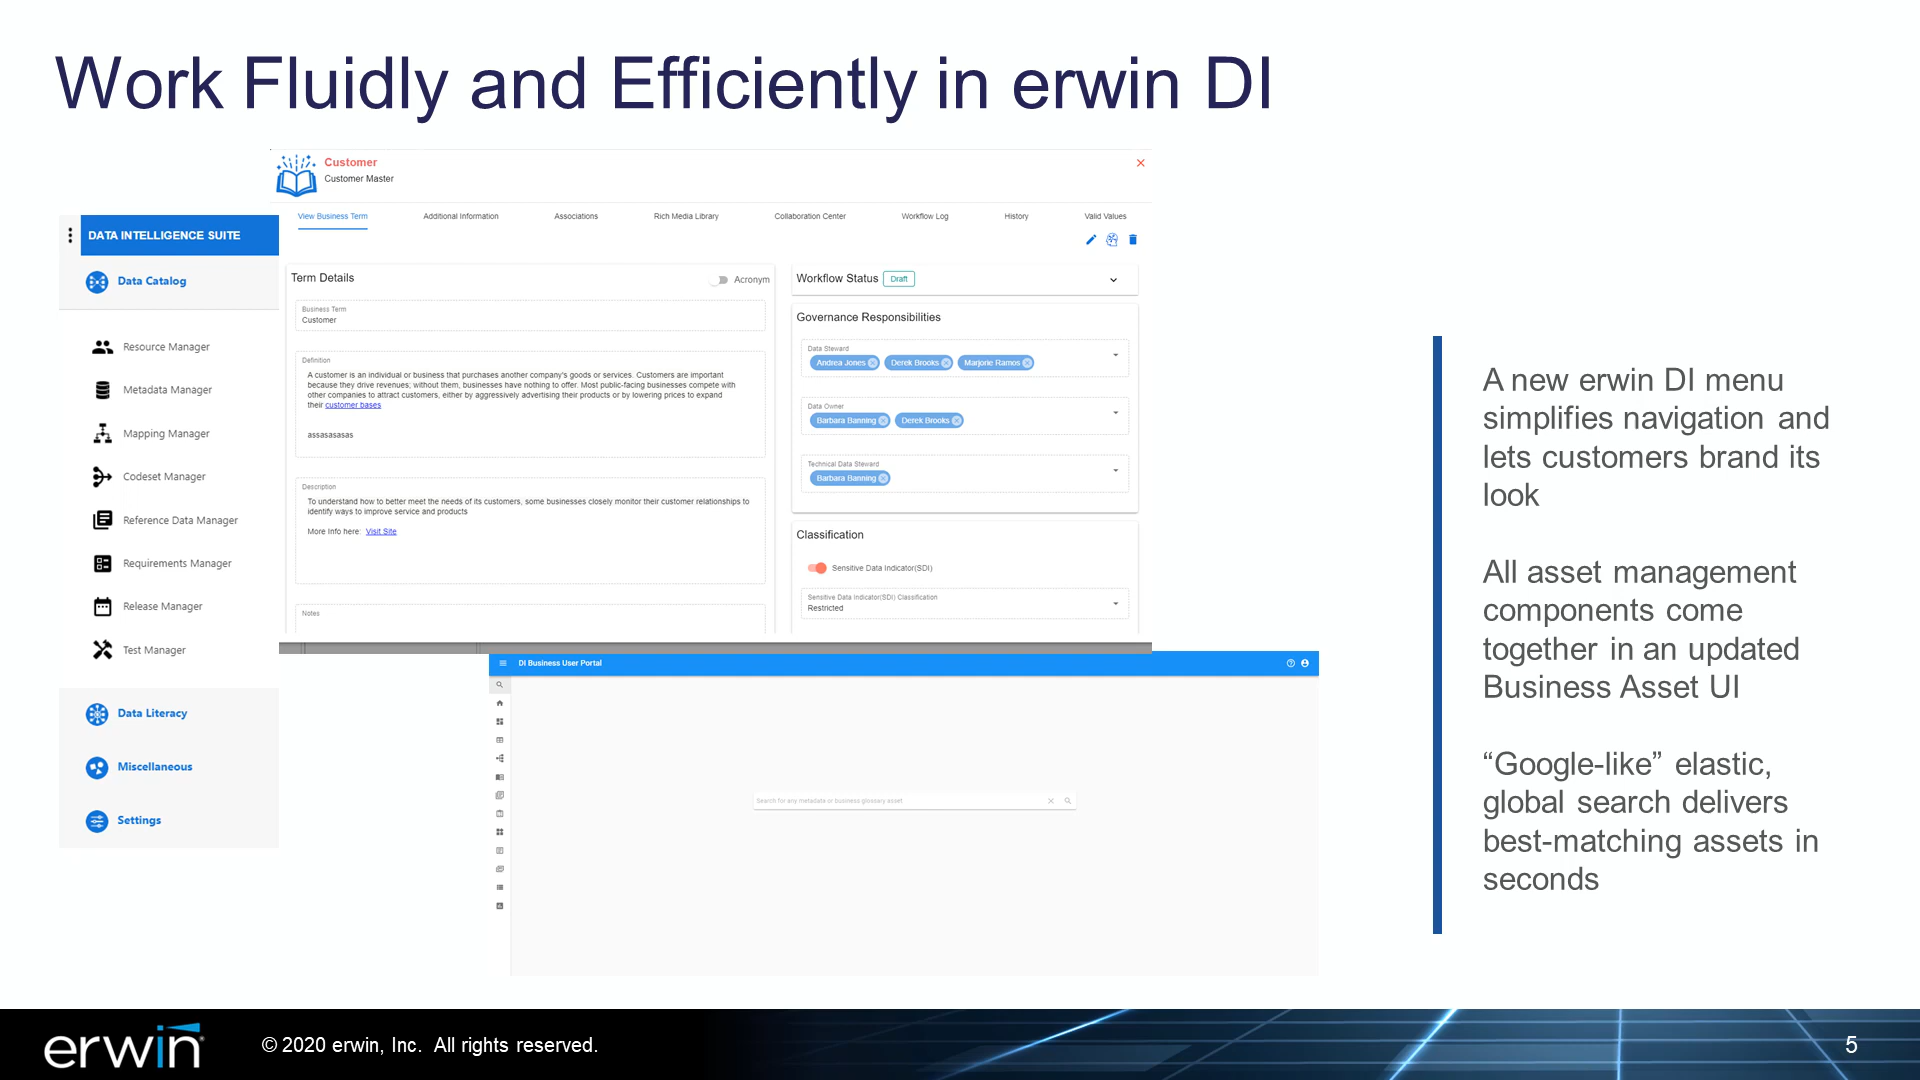 Work Fluidly and Efficiently in erwin DI
Customer
Customer Master
View Business Term
Additional Information
Associations
Rich Media Library
Collaboration Center
Workflow Log
History
Valid Values
DATA INTELLIGENCE SUITE
Data Catalog
Resource Manager
Metadata Manager
Mapping Manager
Codeset Manager
Reference Data Manager
Requirements Manager
Release Manager
Test Manager
Data Literacy
Miscellaneous
Settings
Term Details
Acronym
Business Term
Customer
Definition
A customer is an individual or business that purchases another company's goods or services. Customers are important
because they drive revenues; without them, businesses have nothing to offer. Most public-facing businesses compete with
other companies to attract customers, either by aggressively advertising their products or by lowering prices to expand
their customer bases
assasasasas
Description
To understand how to better meet the needs of its customers, some businesses closely monitor their customer relationships to
identify ways to improve service and products
More Info here: Visit Site
Notes
Workflow Status Draft
Governance Responsibilities
Data Steward
Andrea Jones Derek Brooks Marjorie Ramos
Data Owner
Barbara Banning Derek Brooks
Technical Data Steward
Barbara Banning
Classification
Sensitive Data Indicator(SDI)
Sensitive Data Indicator(SDI) Classification
Restricted
DI Business User Portal
Search for any metadata or business glossary asset
A new erwin DI menu
simplifies navigation and
lets customers brand its
look
All asset management
components come
together in an updated
Business Asset UI
“Google-like” elastic,
global search delivers
best-matching assets in
seconds
erwin
© 2020 erwin, Inc. All rights reserved.
5